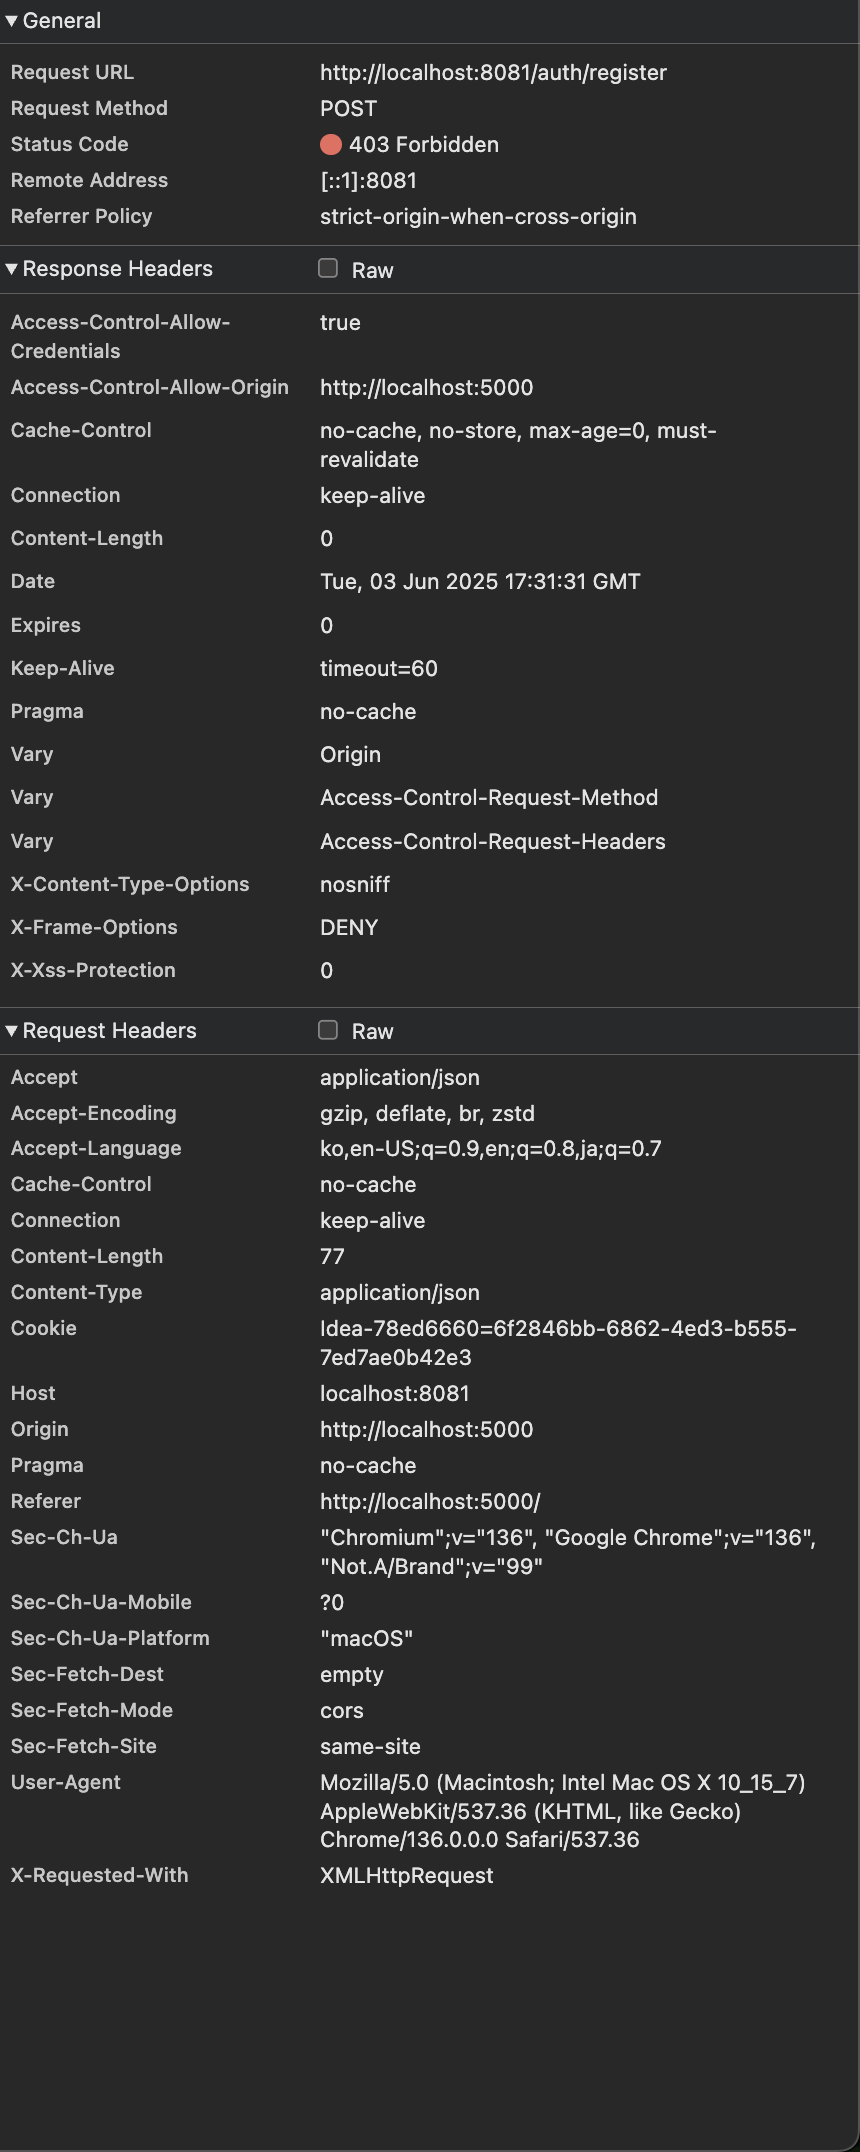 General
Request URL http://localhost:8081/auth/register
Request Method POST
Status Code 403 Forbidden
Remote Address [::1]:8081
Referrer Policy strict-origin-when-cross-origin
Response Headers Raw
Access-Control-Allow- true
Credentials
Access-Control-Allow-Origin http://localhost:5000
Cache-Control no-cache, no-store, max-age=0, must-
revalidate
Connection keep-alive
Content-Length 0
Date Tue, 03 Jun 2025 17:31:31 GMT
Expires 0
Keep-Alive timeout=60
Pragma no-cache
Vary Origin
Vary Access-Control-Request-Method
Vary Access-Control-Request-Headers
X-Content-Type-Options nosniff
X-Frame-Options DENY
X-Xss-Protection 0
Request Headers Raw
Accept application/json
Accept-Encoding gzip, deflate, br, zstd
Accept-Language ko,en-US;q=0.9,en;q=0.8,ja;q=0.7
Cache-Control no-cache
Connection keep-alive
Content-Length 77
Content-Type application/json
Cookie Idea-78ed6660=6f2846bb-6862-4ed3-b555-
7ed7ae0b42e3
Host localhost:8081
Origin http://localhost:5000
Pragma no-cache
Referer http://localhost:5000/
Sec-Ch-Ua "Chromium";v="136", "Google Chrome";v="136",
"Not.A/Brand";v="99"
Sec-Ch-Ua-Mobile ?0
Sec-Ch-Ua-Platform "macOS"
Sec-Fetch-Dest empty
Sec-Fetch-Mode cors
Sec-Fetch-Site same-site
User-Agent Mozilla/5.0 (Macintosh; Intel Mac OS X 10_15_7)
AppleWebKit/537.36 (KHTML, like Gecko)
Chrome/136.0.0.0 Safari/537.36
X-Requested-With XMLHttpRequest